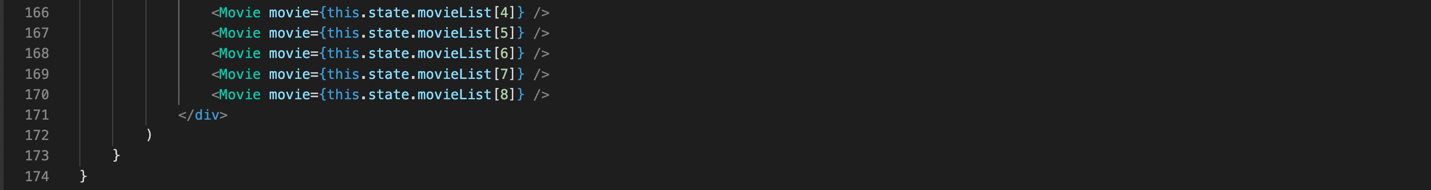 166 <Movie movie={this.state.movieList[4]} />
167 <Movie movie={this.state.movieList[5]} />
168 <Movie movie={this.state.movieList[6]} />
169 <Movie movie={this.state.movieList[7]} />
170 <Movie movie={this.state.movieList[8]} />
171 </div>
172 )
173 }
174 }